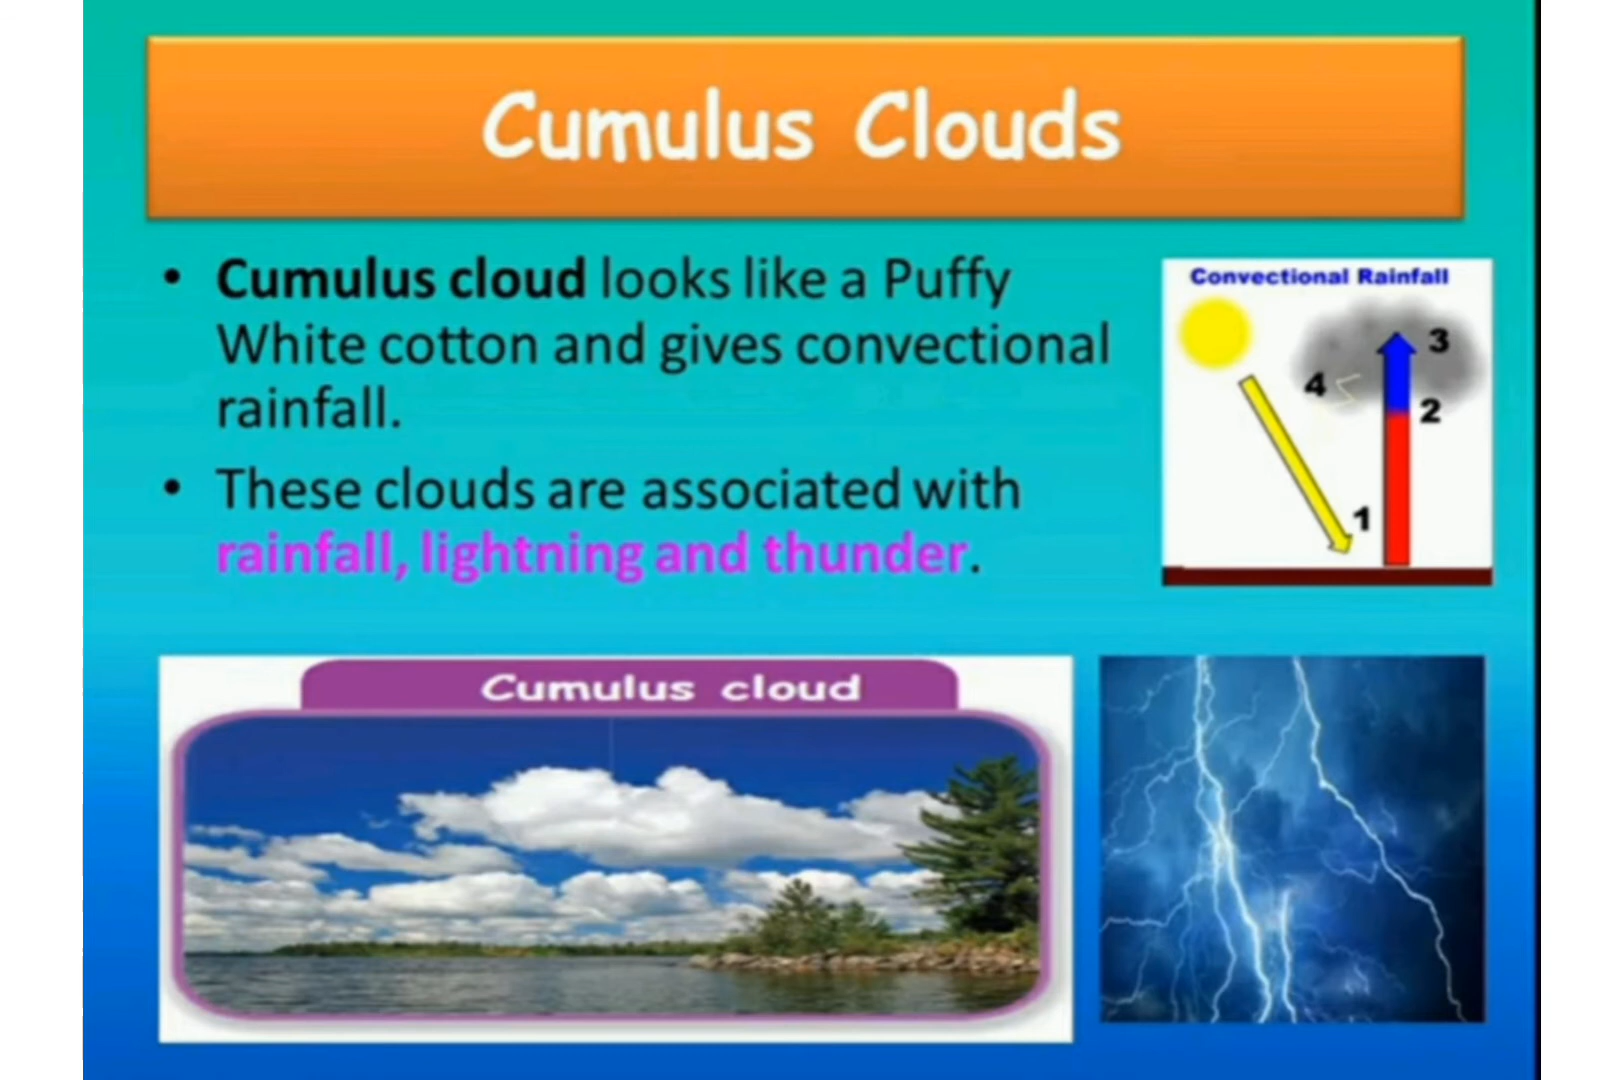 Cumulus Clouds
• Cumulus cloud looks like a Puffy
White cotton and gives convectional
rainfall.
• These clouds are associated with
rainfall, lightning and thunder.
Convectional Rainfall
3
4
2
1
Cumulus cloud